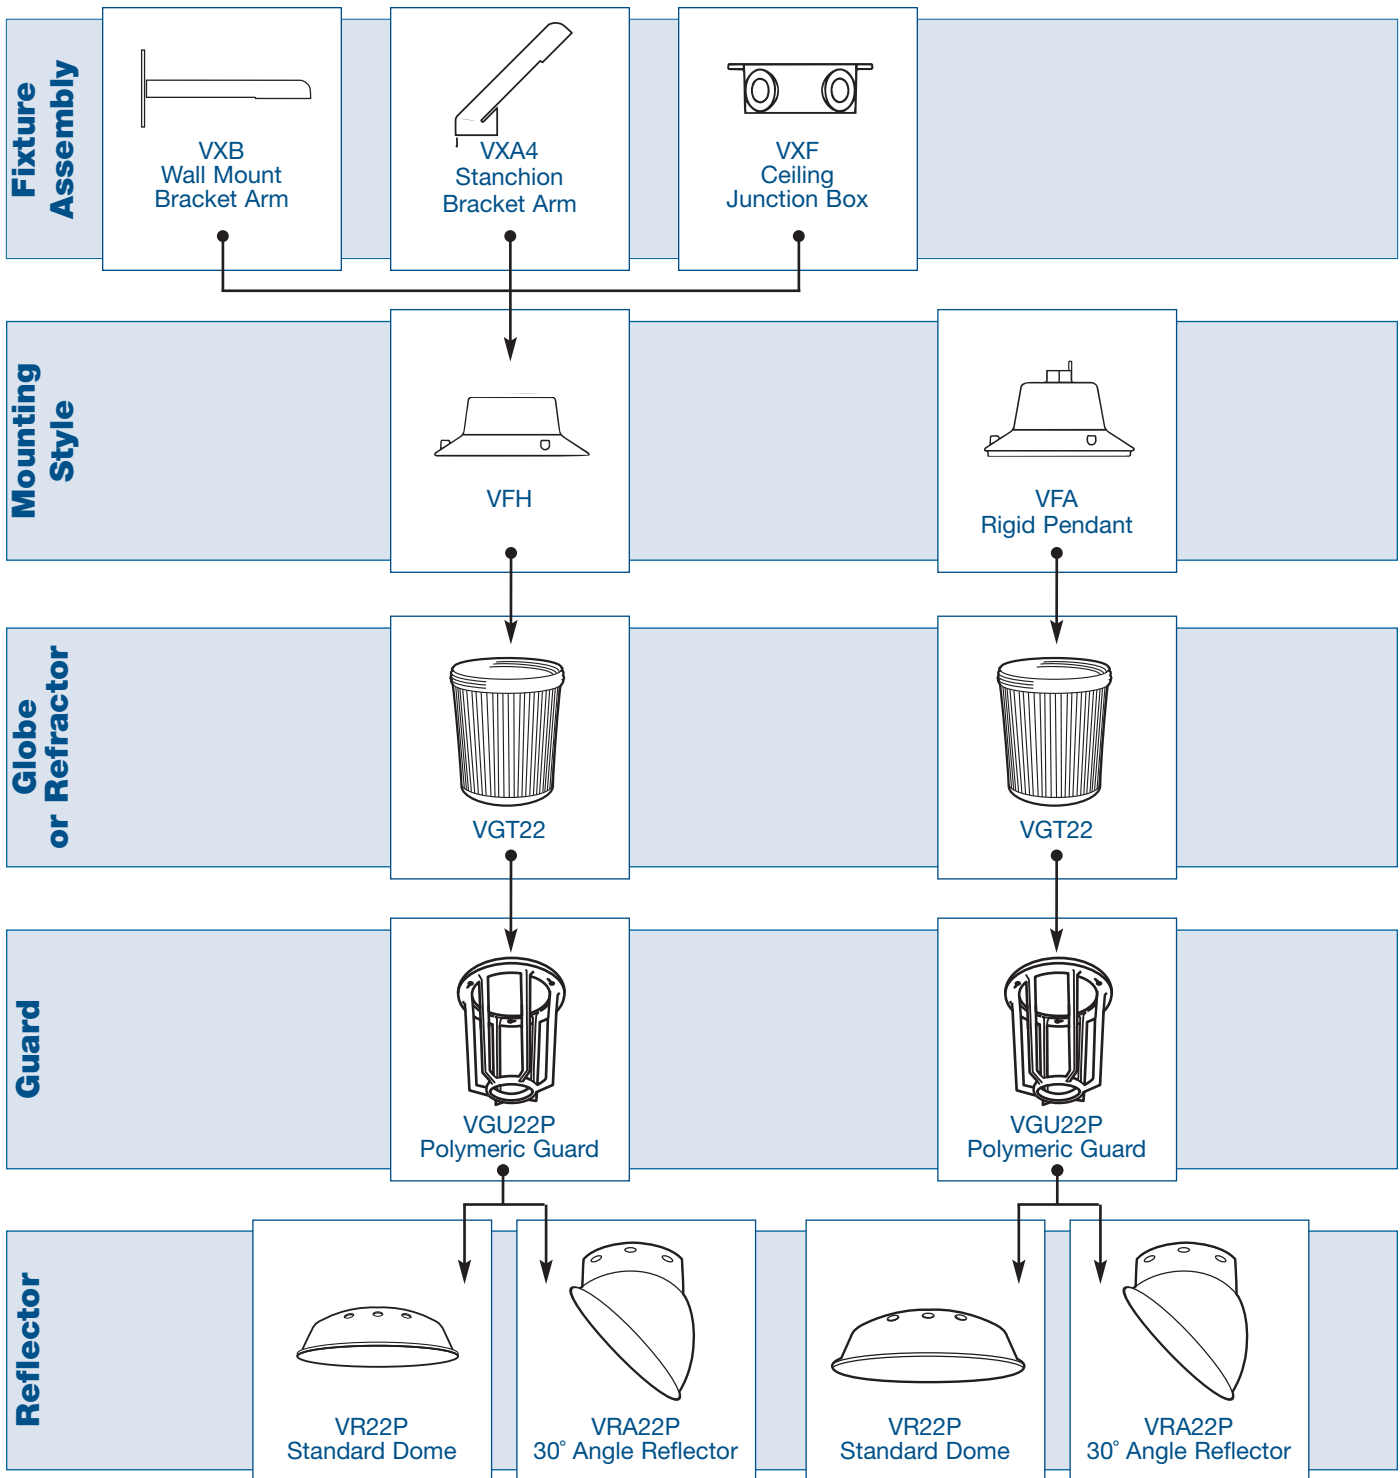 Fixture
Assembly
VXB
Wall Mount
Bracket Arm
VXA4
Stanchion
Bracket Arm
VXF
Ceiling
Junction Box
Mounting
Style
VFH
VFA
Rigid Pendant
Globe
or Refractor
VGT22
VGT22
Guard
VGU22P
Polymeric Guard
VGU22P
Polymeric Guard
Reflector
VR22P
Standard Dome
VRA22P
30° Angle Reflector
VR22P
Standard Dome
VRA22P
30° Angle Reflector